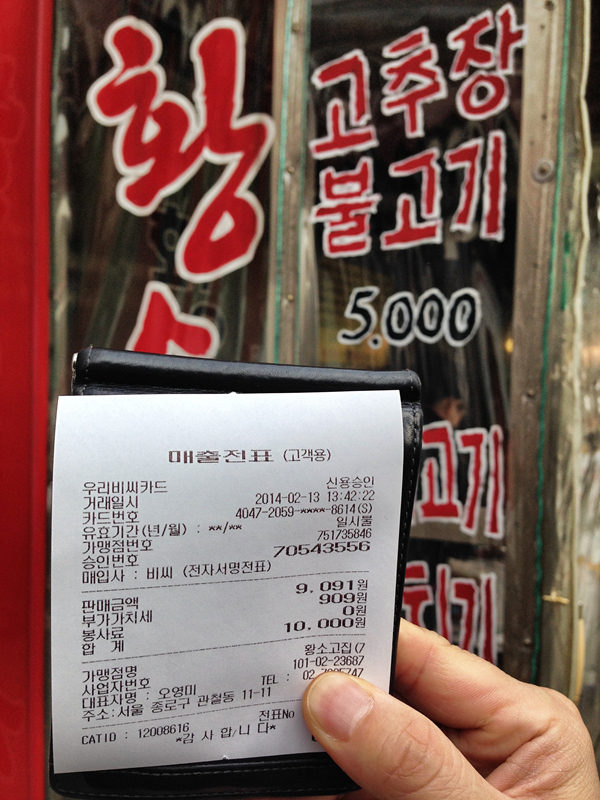 황
고추장
불고기
5.000
고기
매출전표 (고객용)
우리비씨카드 신용승인
거래일시 2014-02-13 13:42:22
카드번호 4047-2059-****-8614(S)
유효기간(년/월) : **/** 일시불
가맹점번호 751735846
승인번호 70543556
매입사 : 비씨 (전자서명전표)
판매금액 9,091원
부가가치세 909원
봉사료 0원
합 계 10,000원
가맹점명 황소고집(7
사업자번호 101-02-23687
대표자명 : 오영미 TEL : 02
주소:서울 종로구 관철동 11-11
전표No
CATID : 12008616 *감사합니다*